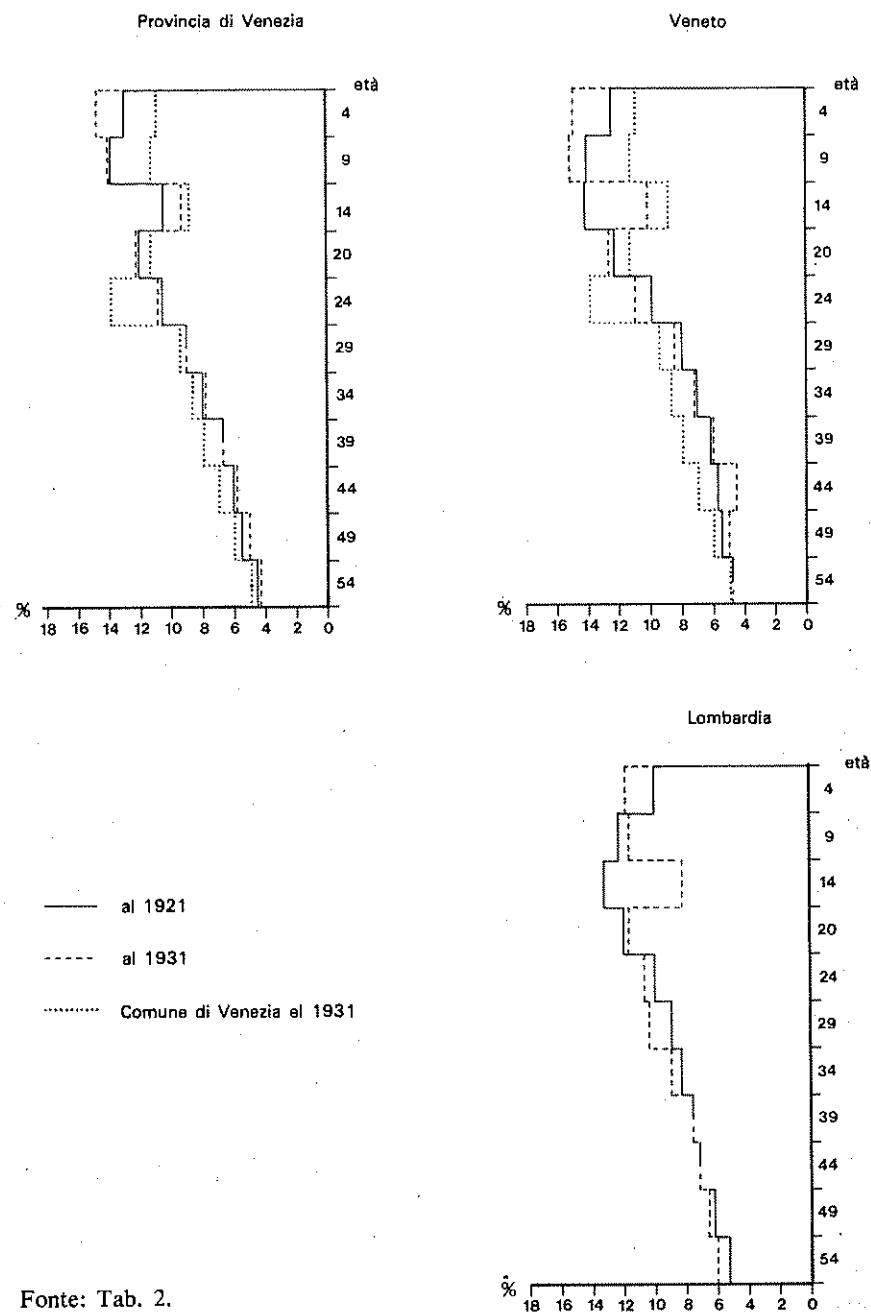 Provincia di Venezia
età
4
9
14
20
24
29
34
39
44
49
54
%
18 16 14 12 10 8 6 4 2 0
Veneto
età
4
9
14
20
24
29
34
39
44
49
54
%
18 16 14 12 10 8 6 4 2 0
al 1921
al 1931
Comune di Venezia el 1931
Lombardia
età
4
9
14
20
24
29
34
39
44
49
54
%
18 16 14 12 10 8 6 4 2 0
Fonte: Tab. 2.